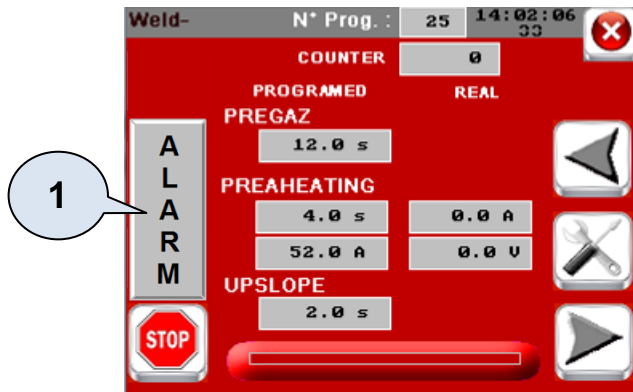 Weld- N° Prog. : 25 14:02:06
COUNTER 0
PROGRAMED REAL
PREGAZ
12.0 s
PREAHEATING
4.0 s 0.0 A
52.0 A 0.0 V
UPSLOPE
2.0 s
ALARM
STOP
1